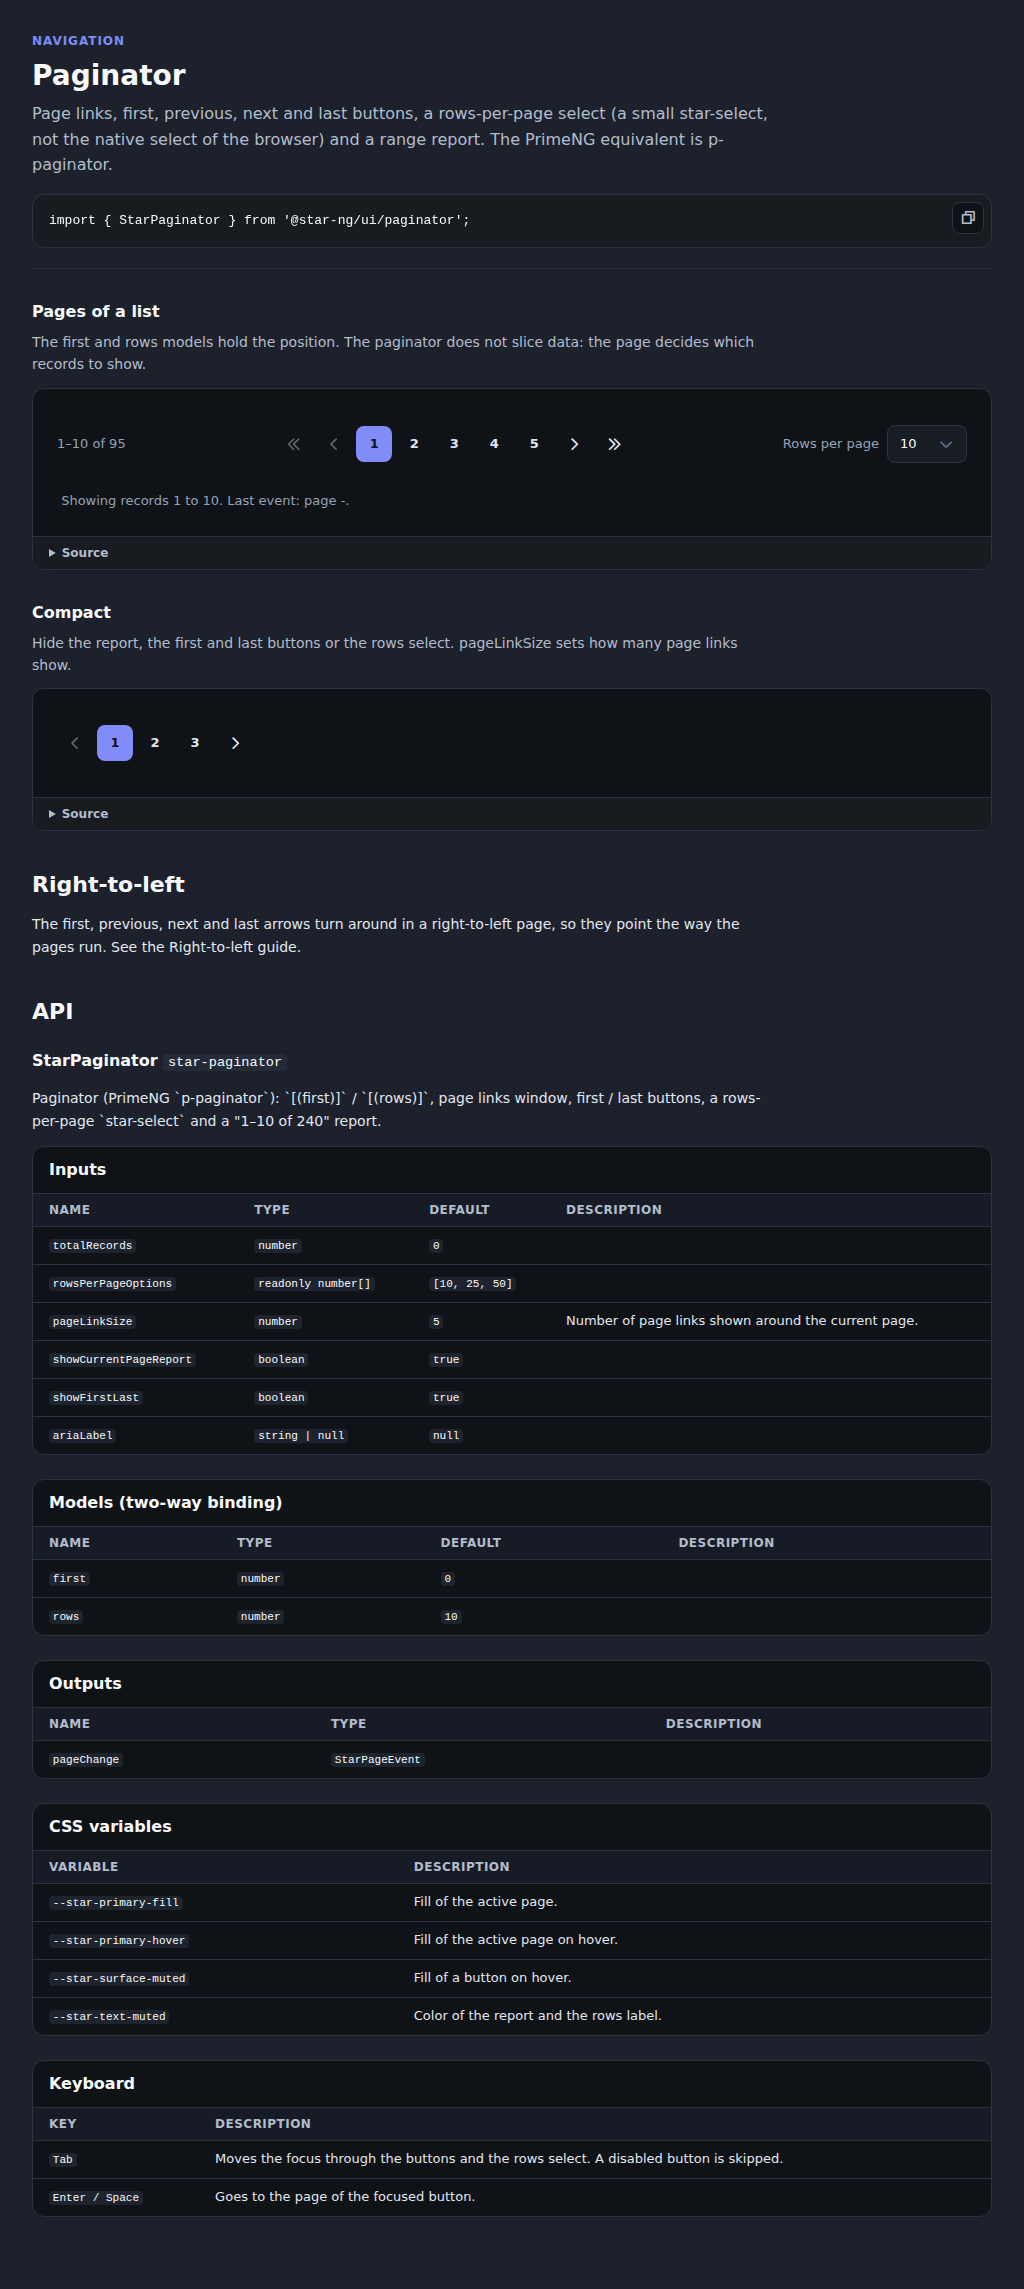 NAVIGATION
Paginator
Page links, first, previous, next and last buttons, a rows-per-page select (a small star-select,
not the native select of the browser) and a range report. The PrimeNG equivalent is p-
paginator.
import { StarPaginator } from '@star-ng/ui/paginator';
Pages of a list
The first and rows models hold the position. The paginator does not slice data: the page decides which
records to show.
1–10 of 95 1 2 3 4 5 Rows per page 10
Showing records 1 to 10. Last event: page -.
Source
Compact
Hide the report, the first and last buttons or the rows select. pageLinkSize sets how many page links
show.
1 2 3
Source
Right-to-left
The first, previous, next and last arrows turn around in a right-to-left page, so they point the way the
pages run. See the Right-to-left guide.
API
StarPaginator star-paginator
Paginator (PrimeNG `p-paginator`): `[(first)]` / `[(rows)]`, page links window, first / last buttons, a rows-
per-page `star-select` and a "1–10 of 240" report.
Inputs
NAME TYPE DEFAULT DESCRIPTION
totalRecords number 0
rowsPerPageOptions readonly number[] [10, 25, 50]
pageLinkSize number 5 Number of page links shown around the current page.
showCurrentPageReport boolean true
showFirstLast boolean true
ariaLabel string | null null
Models (two-way binding)
NAME TYPE DEFAULT DESCRIPTION
first number 0
rows number 10
Outputs
NAME TYPE DESCRIPTION
pageChange StarPageEvent
CSS variables
VARIABLE DESCRIPTION
--star-primary-fill Fill of the active page.
--star-primary-hover Fill of the active page on hover.
--star-surface-muted Fill of a button on hover.
--star-text-muted Color of the report and the rows label.
Keyboard
KEY DESCRIPTION
Tab Moves the focus through the buttons and the rows select. A disabled button is skipped.
Enter / Space Goes to the page of the focused button.